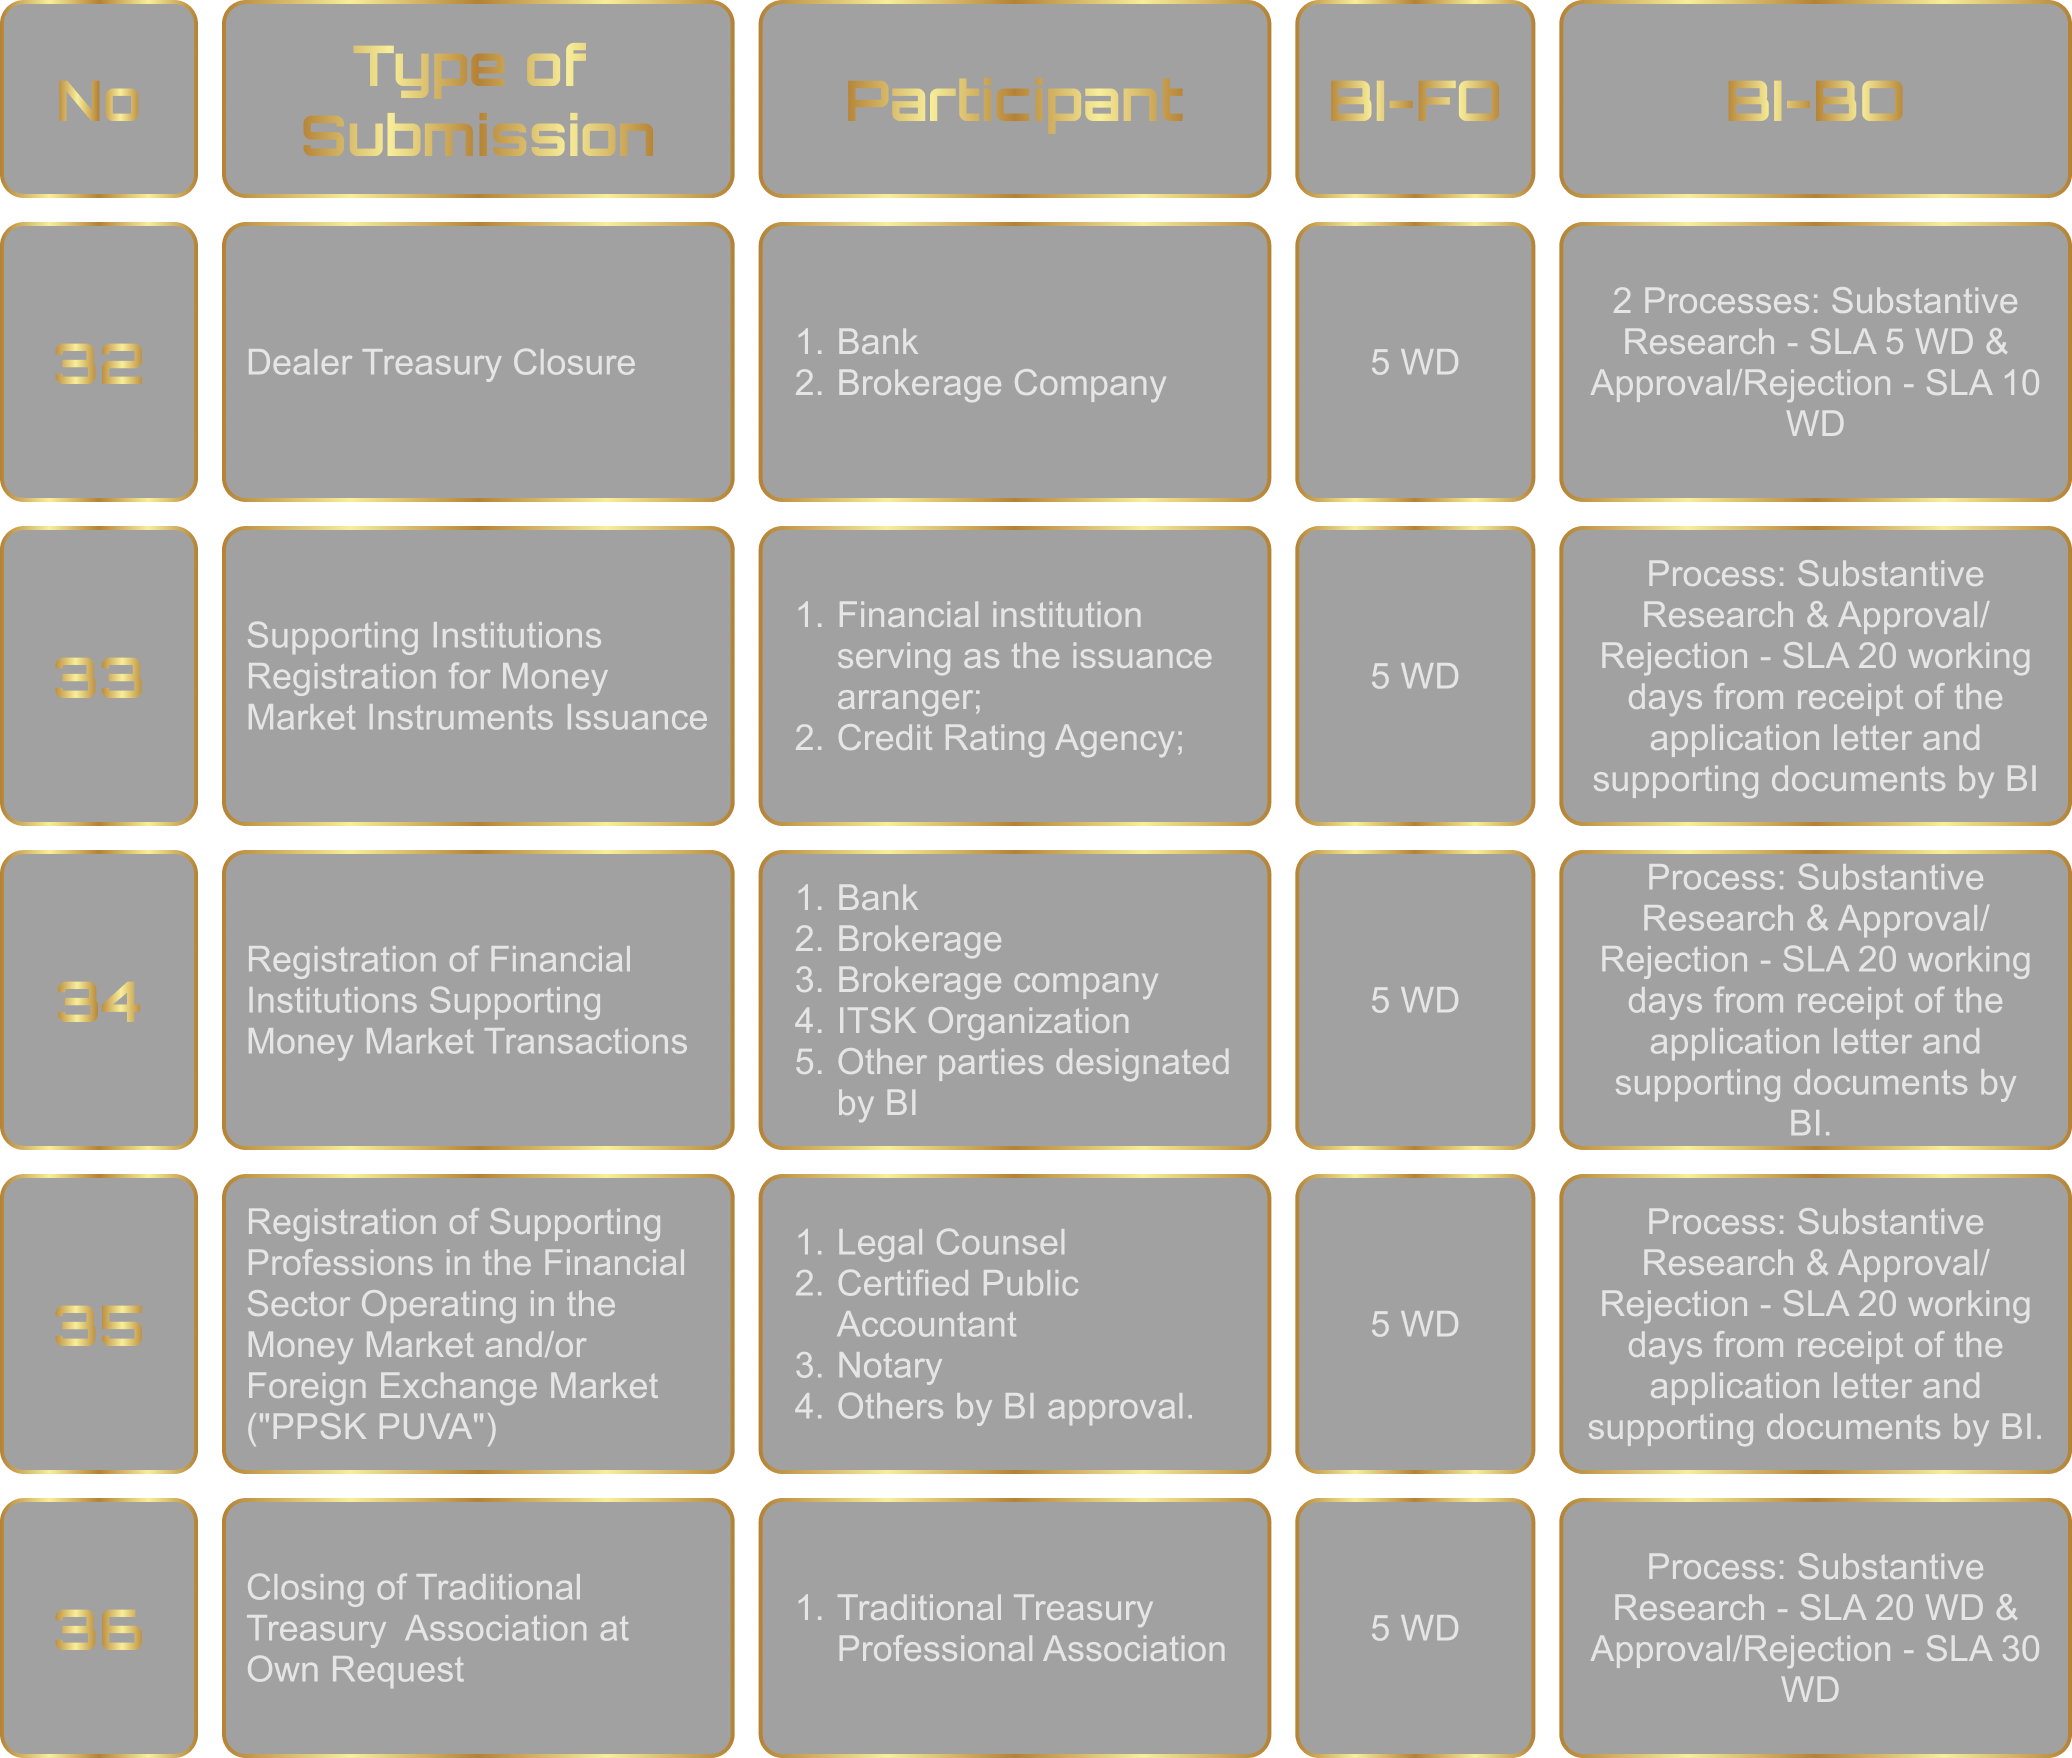 No
Type of
Submission
Participant
BI-FO
BI-BO
32
Dealer Treasury Closure
1. Bank
2. Brokerage Company
5 WD
2 Processes: Substantive
Research - SLA 5 WD &
Approval/Rejection - SLA 10
WD
33
Supporting Institutions
Registration for Money
Market Instruments Issuance
1. Financial institution
serving as the issuance
arranger;
2. Credit Rating Agency;
5 WD
Process: Substantive
Research & Approval/
Rejection - SLA 20 working
days from receipt of the
application letter and
supporting documents by BI
34
Registration of Financial
Institutions Supporting
Money Market Transactions
1. Bank
2. Brokerage
3. Brokerage company
4. ITSK Organization
5. Other parties designated
by BI
5 WD
Process: Substantive
Research & Approval/
Rejection - SLA 20 working
days from receipt of the
application letter and
supporting documents by
BI.
35
Registration of Supporting
Professions in the Financial
Sector Operating in the
Money Market and/or
Foreign Exchange Market
("PPSK PUVA")
1. Legal Counsel
2. Certified Public
Accountant
3. Notary
4. Others by BI approval.
5 WD
Process: Substantive
Research & Approval/
Rejection - SLA 20 working
days from receipt of the
application letter and
supporting documents by BI.
36
Closing of Traditional
Treasury  Association at
Own Request
1. Traditional Treasury
Professional Association
5 WD
Process: Substantive
Research - SLA 20 WD &
Approval/Rejection - SLA 30
WD